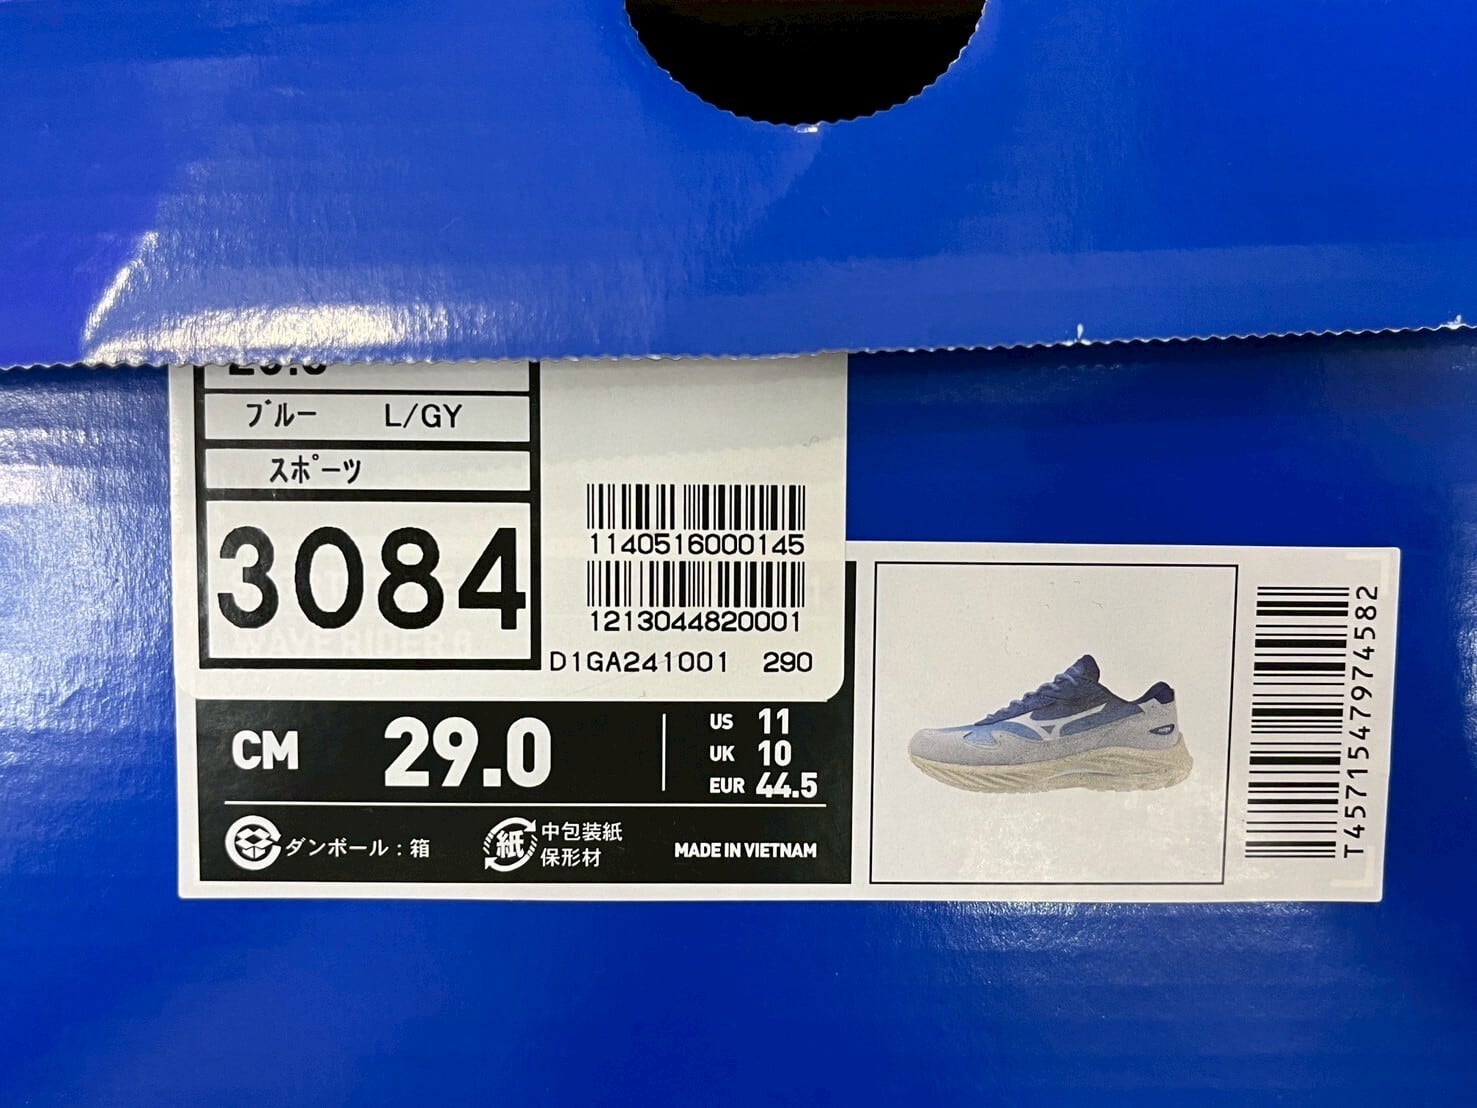 ブルー L/GY
スポーツ
3084
1140516000145
1213044820001
D1GA241001 290
CM 29.0
US 11
UK 10
EUR 44.5
ダンボール：箱
紙
中包装紙
保形材
MADE IN VIETNAM
T4571547974582